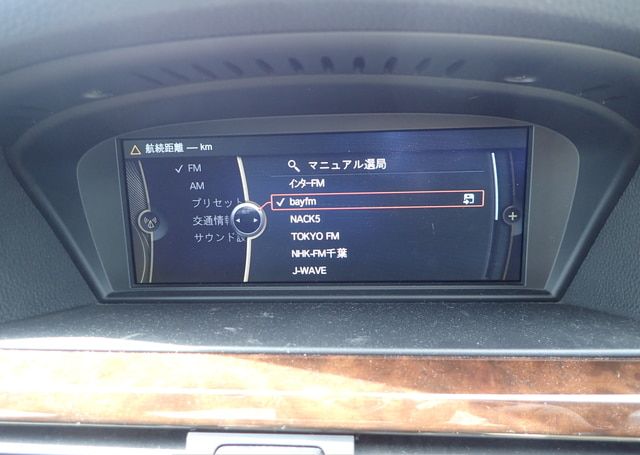 航続距離 — km
FM
AM
プリセット
交通情報
サウンド設
マニュアル選局
インターFM
bayfm
NACK5
TOKYO FM
NHK-FM千葉
J-WAVE